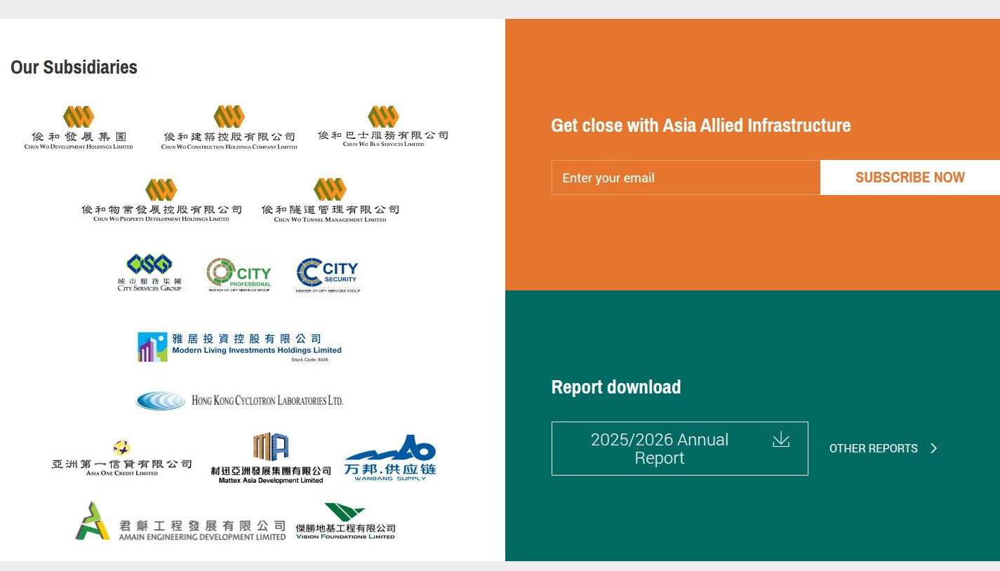 Our Subsidiaries
俊和發展集團
Chun Wo Development Holdings Limited
俊和建築控股有限公司
Chun Wo Construction Holdings Company Limited
俊和巴士服務有限公司
Chun Wo Bus Services Limited
俊和物業發展控股有限公司
Chun Wo Property Development Holdings Limited
俊和隧道管理有限公司
Chun Wo Tunnel Management Limited
CSG
城市服務集團
City Services Group
CITY
PROFESSIONAL
MEMBER OF CITY SERVICES GROUP
CITY
SECURITY
MEMBER OF CITY SERVICES GROUP
雅居投資控股有限公司
Modern Living Investments Holdings Limited
Stock Code: 8426
Hong Kong Cyclotron Laboratories Ltd.
亞洲第一信貸有限公司
Asia One Credit Limited
材迅亞洲發展集團有限公司
Mattex Asia Development Limited
万邦.供应链
WANBANG SUPPLY
君龢工程發展有限公司
AMAIN ENGINEERING DEVELOPMENT LIMITED
傑勝地基工程有限公司
Vision Foundations Limited
Get close with Asia Allied Infrastructure
Enter your email
SUBSCRIBE NOW
Report download
2025/2026 Annual
Report
OTHER REPORTS